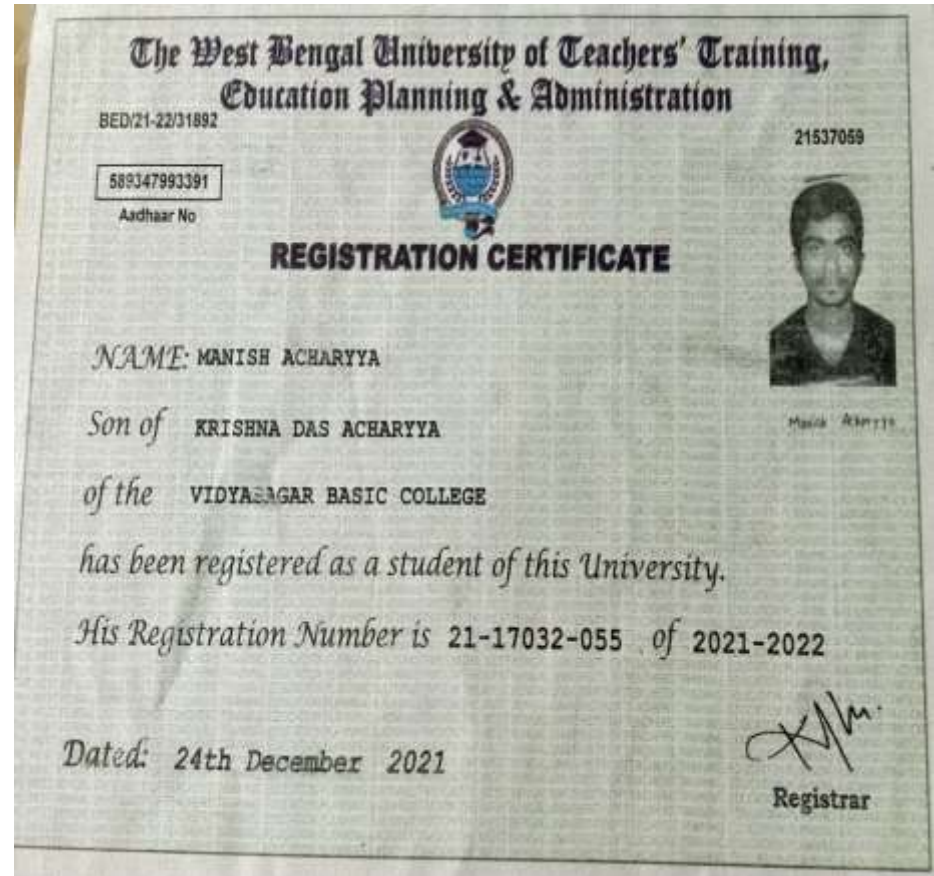 The West Bengal University of Teachers' Training,
Education Planning & Administration
BED/21-22/31892
21537059
589347993391
Aadhaar No
REGISTRATION CERTIFICATE
NAME: MANISH ACHARYYA
Manish Acharyya
Son of KRISHNA DAS ACHARYYA
of the VIDYASAGAR BASIC COLLEGE
has been registered as a student of this University.
His Registration Number is 21-17032-055 of 2021-2022
Dated: 24th December 2021
Registrar